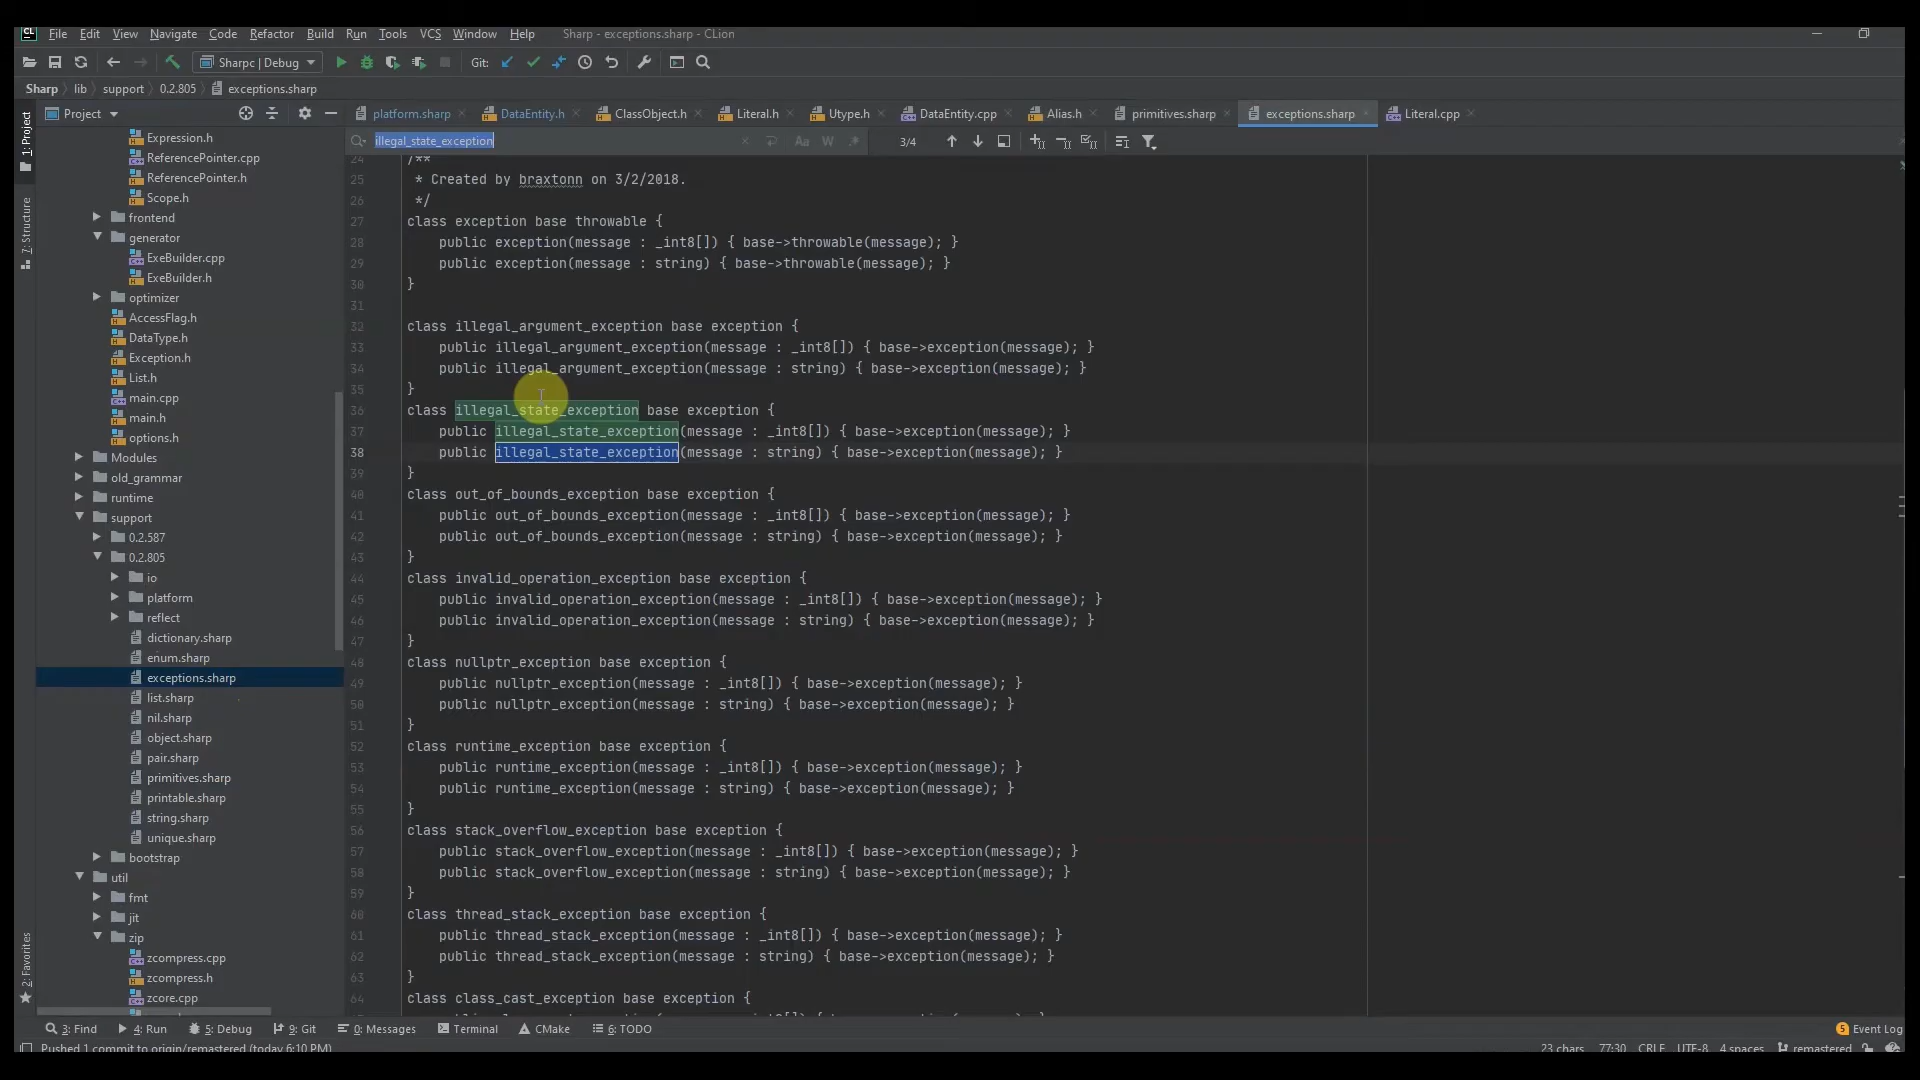 CL File Edit View Navigate Code Refactor Build Run Tools VCS Window Help Sharp - exceptions.sharp - CLion
Sharpc | Debug Git:
Sharp lib support 0.2.805 exceptions.sharp
Project platform.sharp DataEntity.h ClassObject.h Literal.h Utype.h DataEntity.cpp Alias.h primitives.sharp exceptions.sharp Literal.cpp
illegal_state_exception Aa W .* 3/4
1: Project
7: Structure
2: Favorites
Expression.h
ReferencePointer.cpp
ReferencePointer.h
Scope.h
frontend
generator
ExeBuilder.cpp
ExeBuilder.h
optimizer
AccessFlag.h
DataType.h
Exception.h
List.h
main.cpp
main.h
options.h
Modules
old_grammar
runtime
support
0.2.587
0.2.805
io
platform
reflect
dictionary.sharp
enum.sharp
exceptions.sharp
list.sharp
nil.sharp
object.sharp
pair.sharp
primitives.sharp
printable.sharp
string.sharp
unique.sharp
bootstrap
util
fmt
jit
zip
zcompress.cpp
zcompress.h
zcore.cpp
24 /**
25 * Created by braxtonn on 3/2/2018.
26 */
27 class exception base throwable {
28 public exception(message : _int8[]) { base->throwable(message); }
29 public exception(message : string) { base->throwable(message); }
30 }
31
32 class illegal_argument_exception base exception {
33 public illegal_argument_exception(message : _int8[]) { base->exception(message); }
34 public illegal_argument_exception(message : string) { base->exception(message); }
35 }
36 class illegal_state_exception base exception {
37 public illegal_state_exception(message : _int8[]) { base->exception(message); }
38 public illegal_state_exception(message : string) { base->exception(message); }
39 }
40 class out_of_bounds_exception base exception {
41 public out_of_bounds_exception(message : _int8[]) { base->exception(message); }
42 public out_of_bounds_exception(message : string) { base->exception(message); }
43 }
44 class invalid_operation_exception base exception {
45 public invalid_operation_exception(message : _int8[]) { base->exception(message); }
46 public invalid_operation_exception(message : string) { base->exception(message); }
47 }
48 class nullptr_exception base exception {
49 public nullptr_exception(message : _int8[]) { base->exception(message); }
50 public nullptr_exception(message : string) { base->exception(message); }
51 }
52 class runtime_exception base exception {
53 public runtime_exception(message : _int8[]) { base->exception(message); }
54 public runtime_exception(message : string) { base->exception(message); }
55 }
56 class stack_overflow_exception base exception {
57 public stack_overflow_exception(message : _int8[]) { base->exception(message); }
58 public stack_overflow_exception(message : string) { base->exception(message); }
59 }
60 class thread_stack_exception base exception {
61 public thread_stack_exception(message : _int8[]) { base->exception(message); }
62 public thread_stack_exception(message : string) { base->exception(message); }
63 }
64 class class_cast_exception base exception {
3: Find 4: Run 5: Debug 9: Git 0: Messages Terminal CMake 6: TODO 5 Event Log
Pushed 1 commit to origin/remastered (today 6:10 PM) 23 chars 77:30 CRLF UTF-8 4 spaces remastered